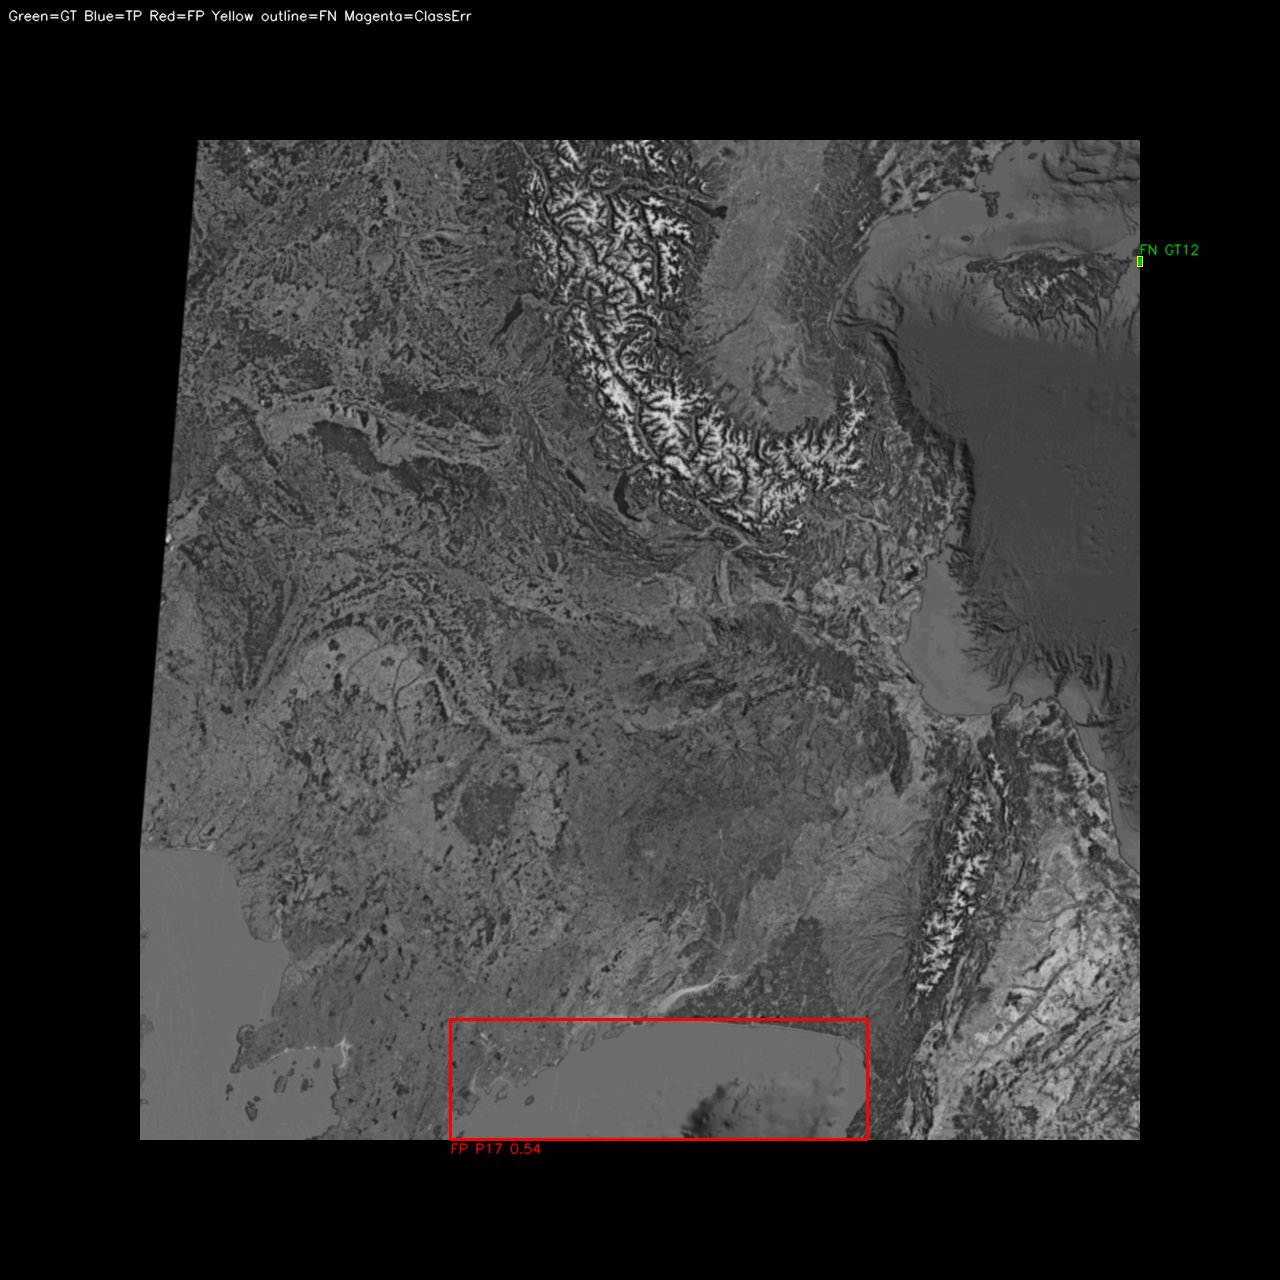 Green=GT Blue=TP Red=FP Yellow outline=FN Magenta=ClassErr
FN GT12
FP P17 0.54